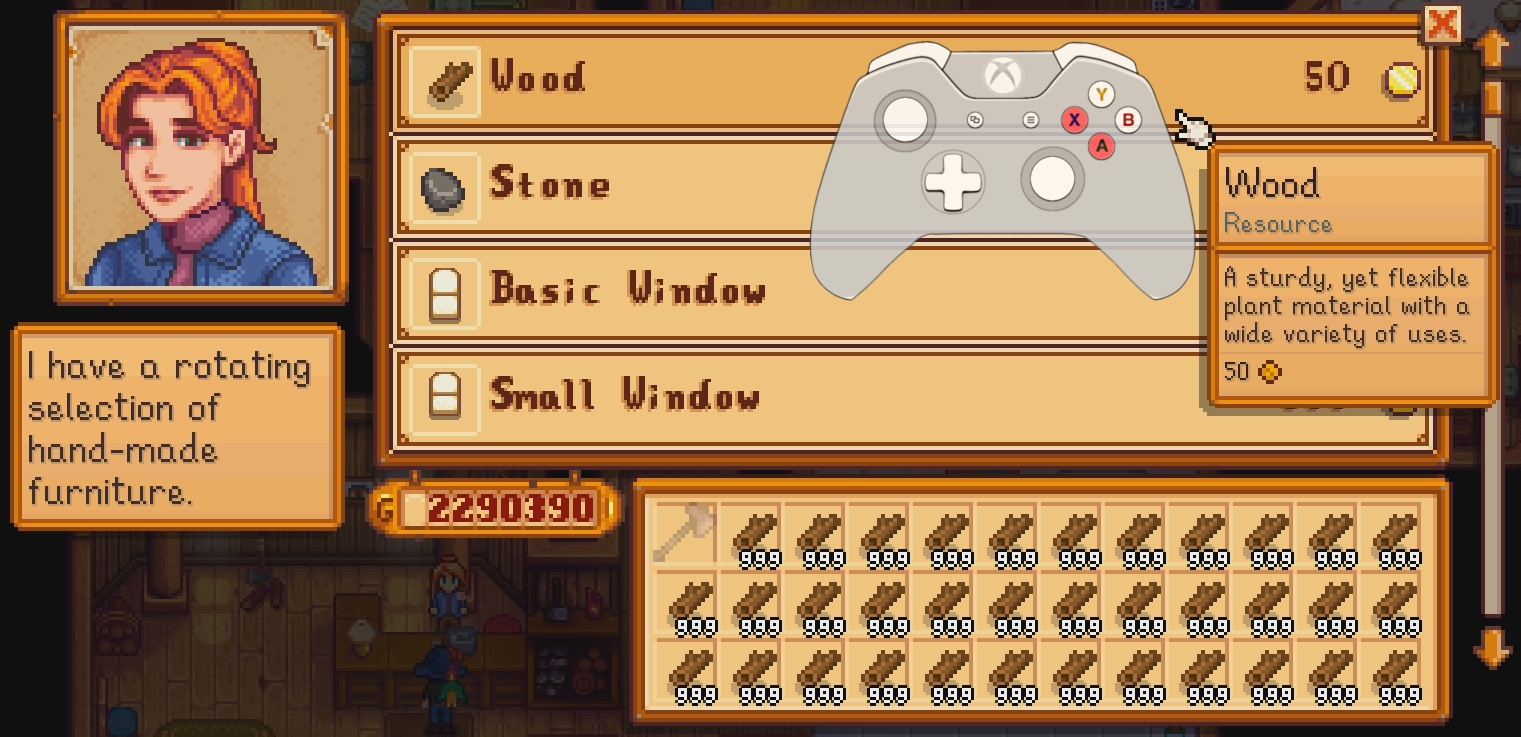 Wood 50
Y
X B
A
Stone
Basic Window
Small Window
Wood
Resource
A sturdy, yet flexible
plant material with a
wide variety of uses.
50
I have a rotating
selection of
hand-made
furniture.
999 999 999 999 999 999 999 999 999 999 999
999 999 999 999 999 999 999 999 999 999 999 999
999 999 999 999 999 999 999 999 999 999 999 999